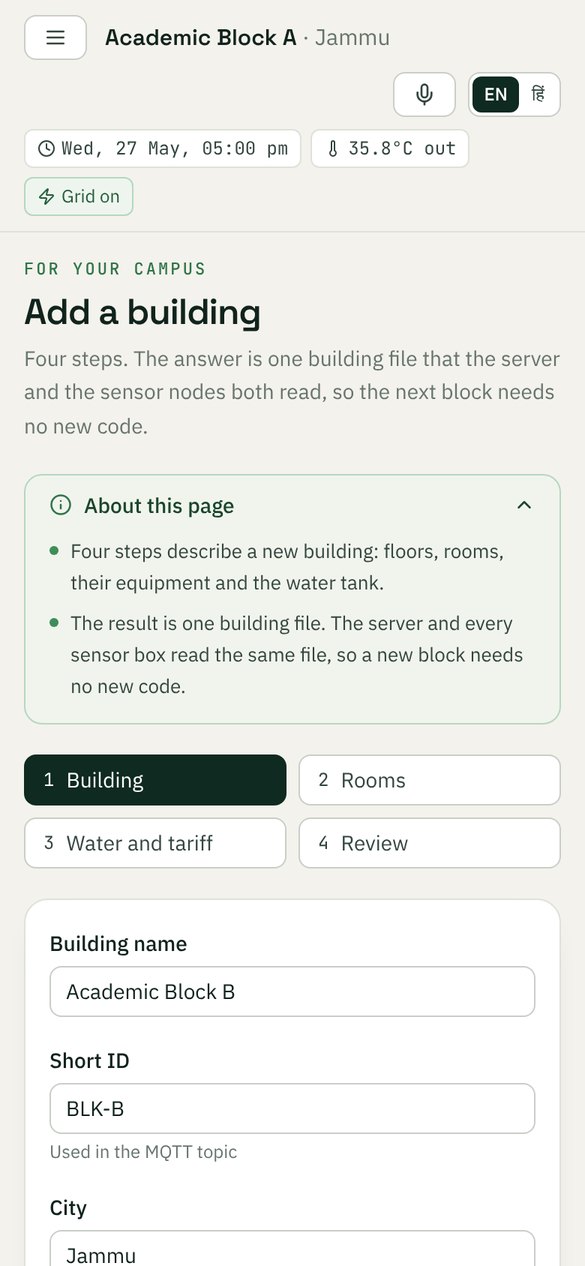 Academic Block A · Jammu
EN हिं
Wed, 27 May, 05:00 pm 35.8°C out
Grid on
FOR YOUR CAMPUS
Add a building
Four steps. The answer is one building file that the server
and the sensor nodes both read, so the next block needs
no new code.
About this page
Four steps describe a new building: floors, rooms,
their equipment and the water tank.
The result is one building file. The server and every
sensor box read the same file, so a new block needs
no new code.
1 Building 2 Rooms
3 Water and tariff 4 Review
Building name
Academic Block B
Short ID
BLK-B
Used in the MQTT topic
City
Jammu